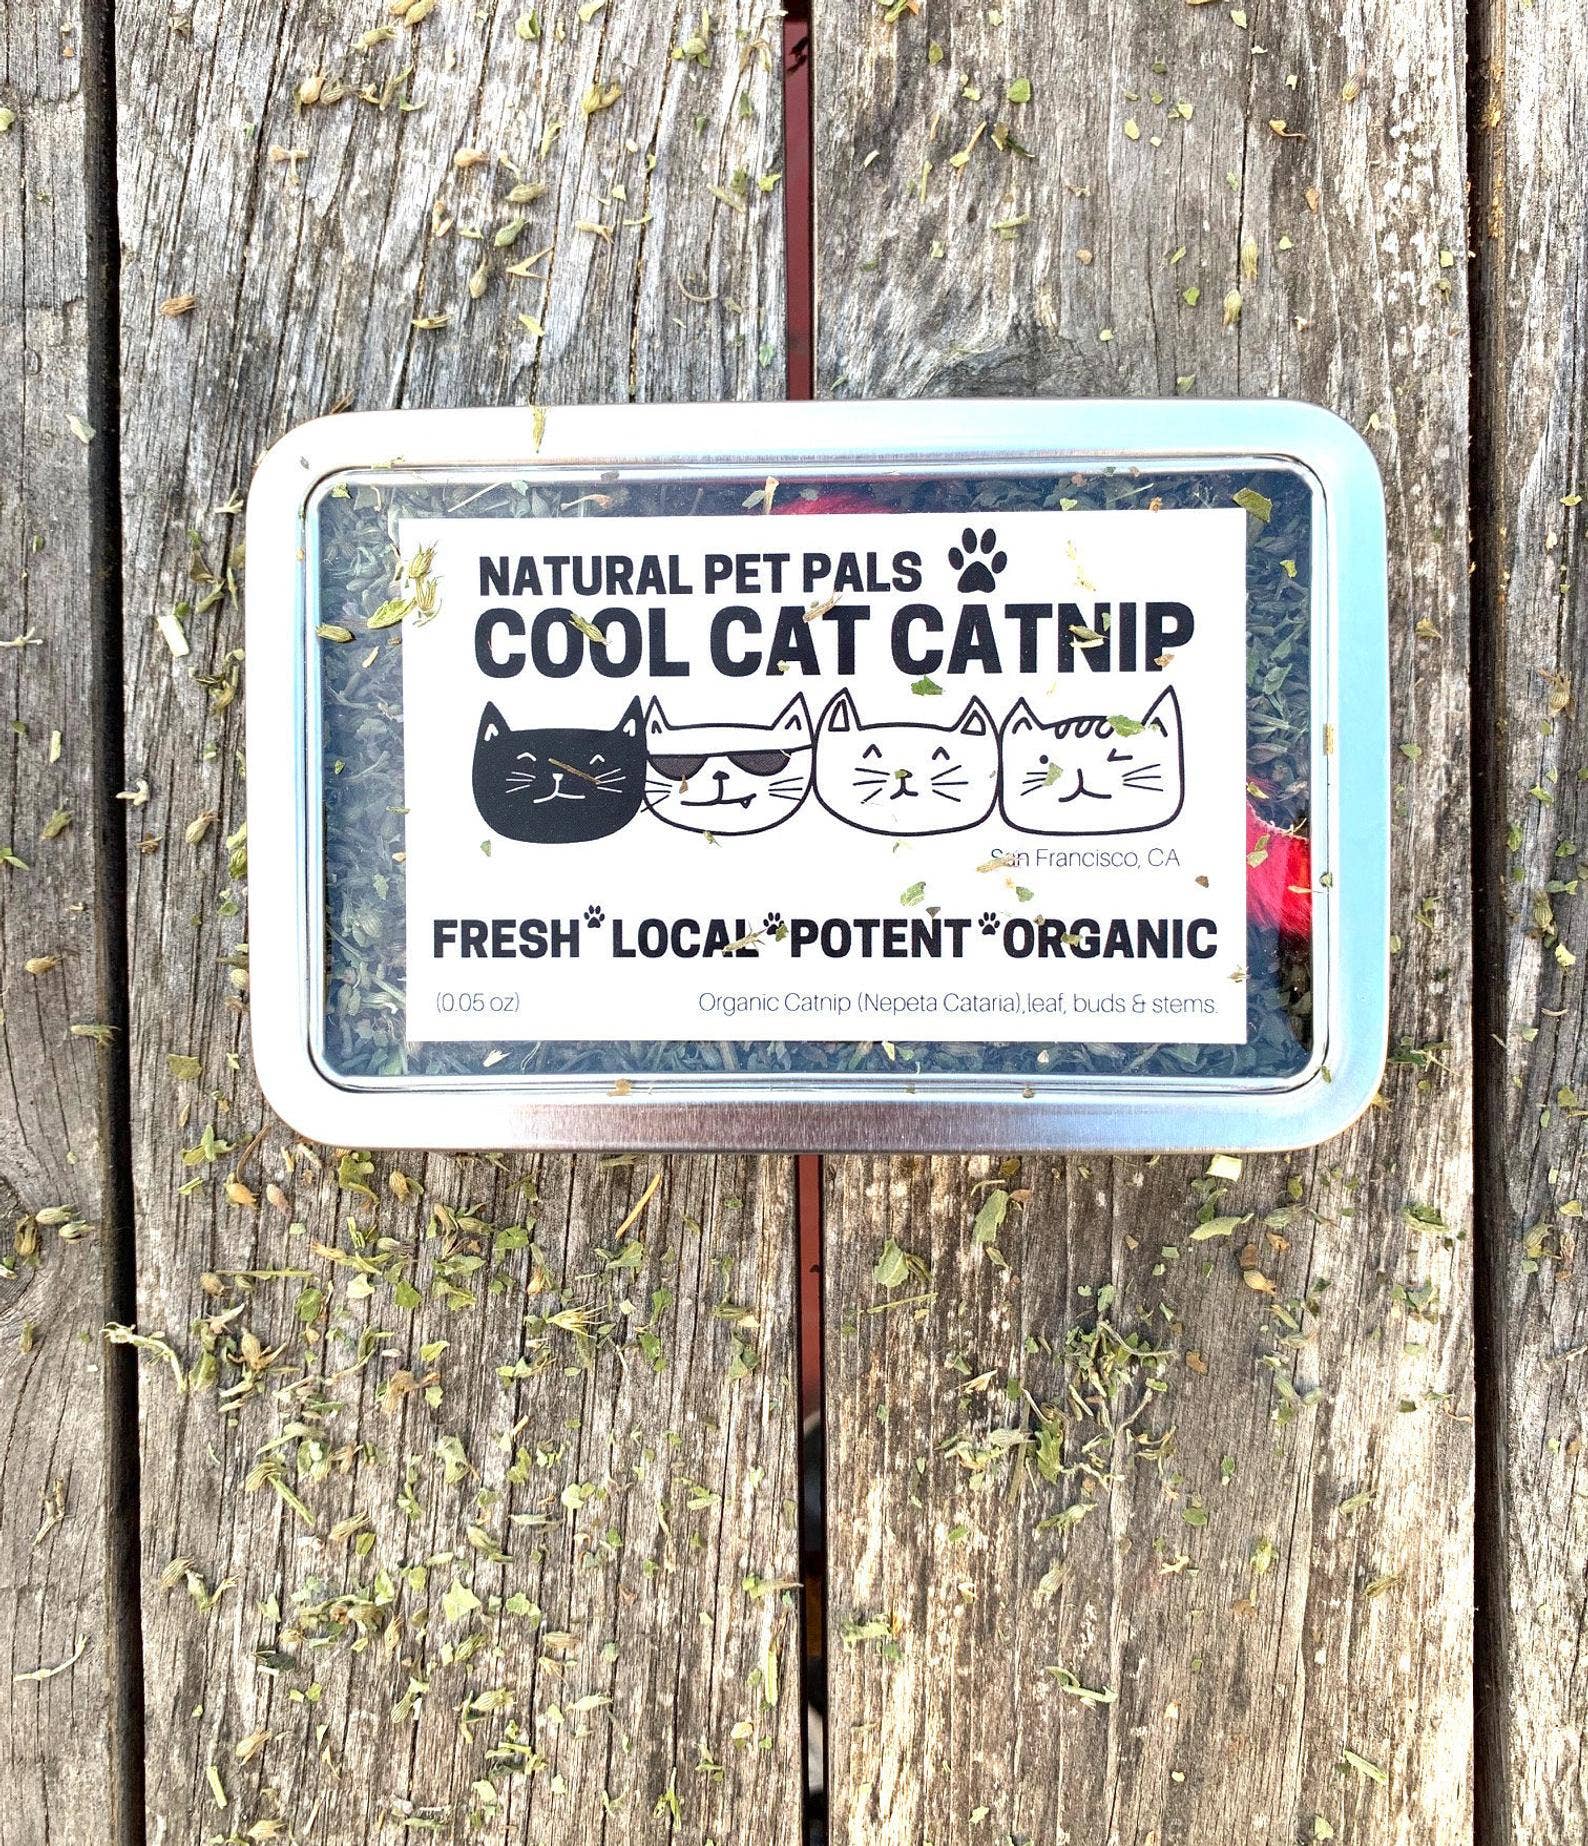 NATURAL PET PALS
COOL CAT CATNIP
San Francisco, CA
FRESH LOCAL POTENT ORGANIC
(0.05 oz) Organic Catnip (Nepeta Cataria),leaf, buds & stems.